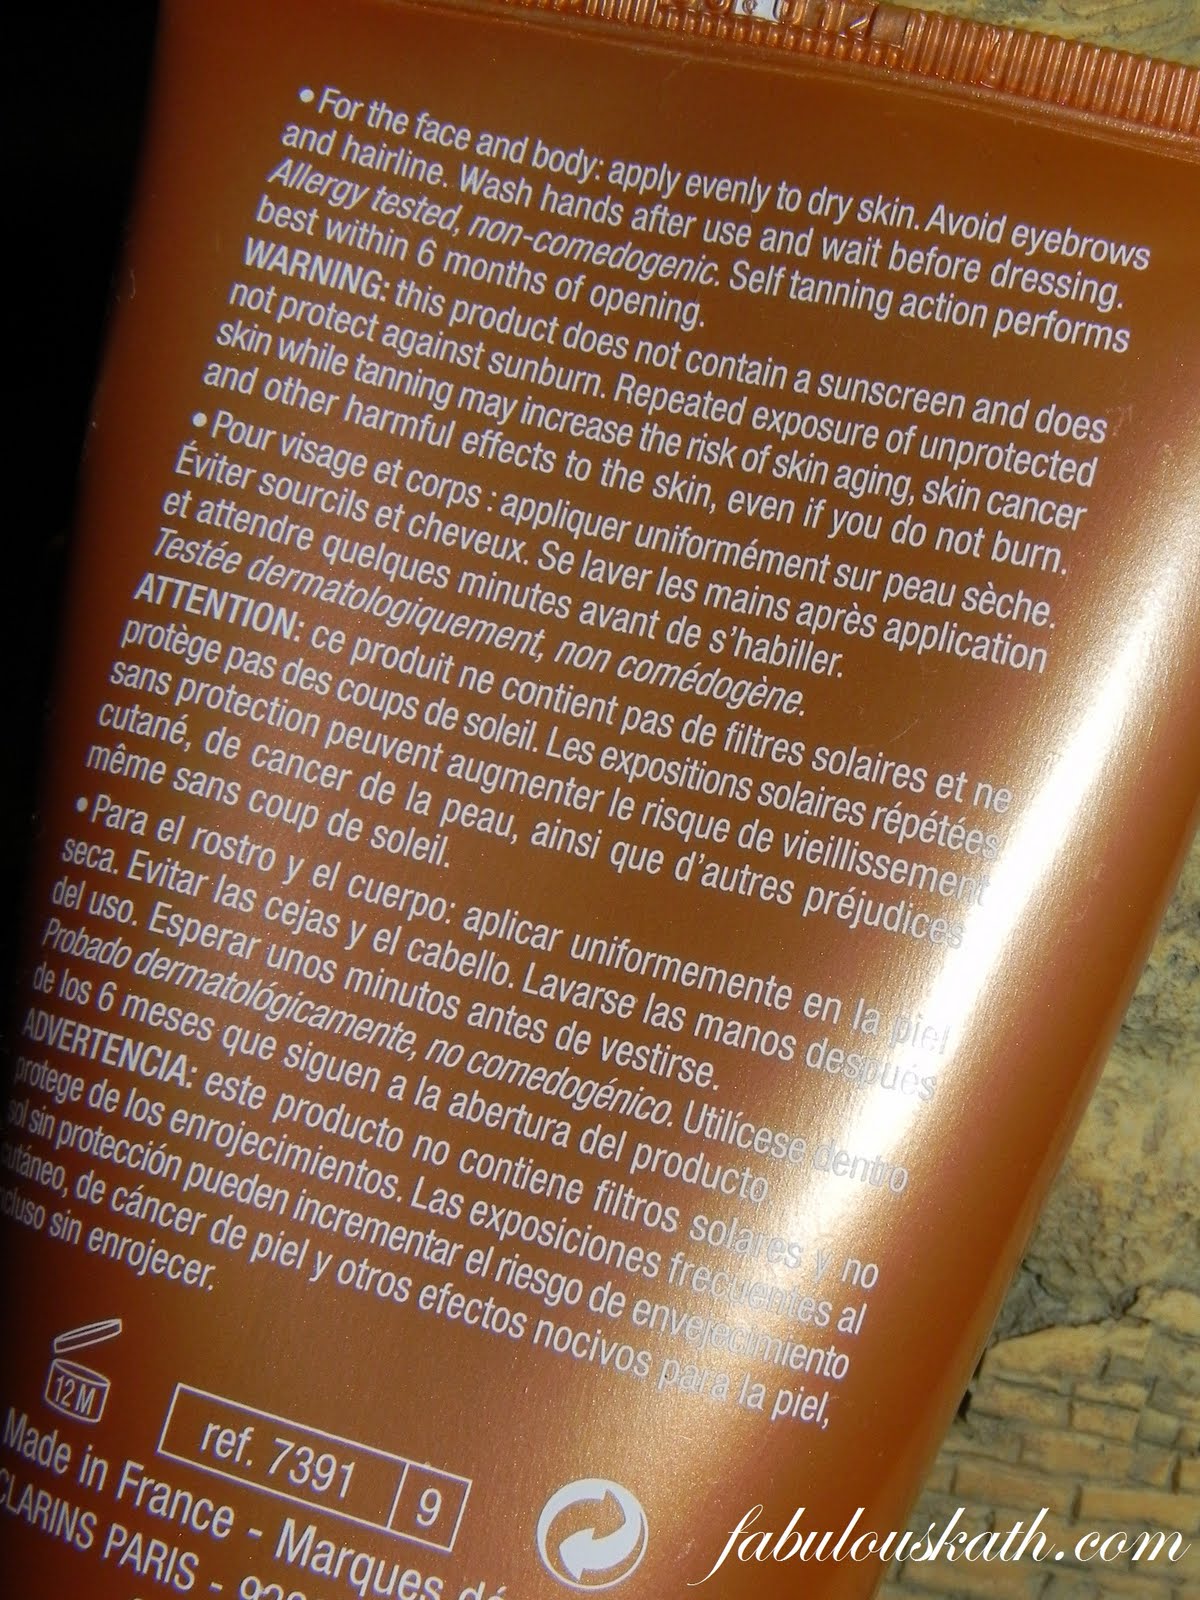 • For the face and body: apply evenly to dry skin. Avoid eyebrows
and hairline. Wash hands after use and wait before dressing.
Allergy tested, non-comedogenic. Self tanning action performs
best within 6 months of opening.
WARNING: this product does not contain a sunscreen and does
not protect against sunburn. Repeated exposure of unprotected
skin while tanning may increase the risk of skin aging, skin cancer
and other harmful effects to the skin, even if you do not burn.
• Pour visage et corps : appliquer uniformément sur peau sèche.
Éviter sourcils et cheveux. Se laver les mains après application
et attendre quelques minutes avant de s’habiller.
Testée dermatologiquement, non comédogène.
ATTENTION: ce produit ne contient pas de filtres solaires et ne
protège pas des coups de soleil. Les expositions solaires répétées
sans protection peuvent augmenter le risque de vieillissement
cutané, de cancer de la peau, ainsi que d’autres préjudices
même sans coup de soleil.
• Para el rostro y el cuerpo: aplicar uniformemente en la piel
seca. Evitar las cejas y el cabello. Lavarse las manos después
del uso. Esperar unos minutos antes de vestirse.
Probado dermatológicamente, no comedogénico. Utilícese dentro
de los 6 meses que siguen a la abertura del producto
ADVERTENCIA: este producto no contiene filtros solares y no
protege de los enrojecimientos. Las exposiciones frecuentes al
sol sin protección pueden incrementar el riesgo de envejecimiento
cutáneo, de cáncer de piel y otros efectos nocivos para la piel,
incluso sin enrojecer.
12 M
ref. 7391 9
Made in France - Marques dé
CLARINS PARIS -
fabulouskath.com